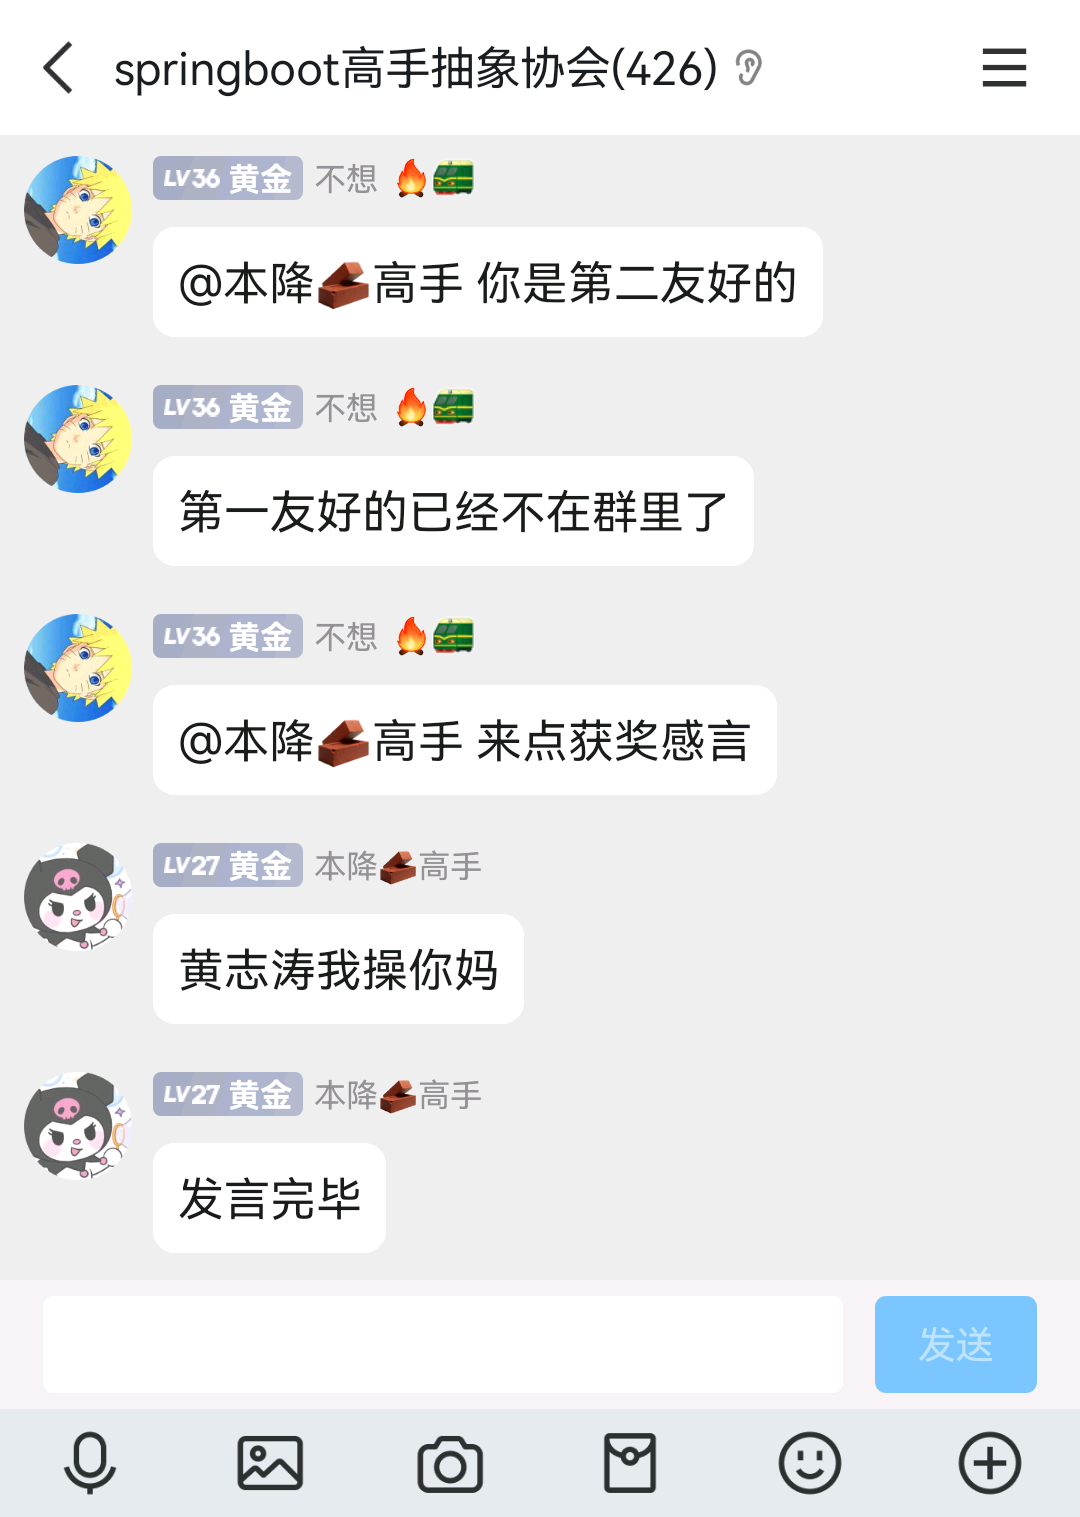 springboot高手抽象协会(426)
LV36 黄金 不想 🔥🚃
@本降🧱高手 你是第二友好的
LV36 黄金 不想 🔥🚃
第一友好的已经不在群里了
LV36 黄金 不想 🔥🚃
@本降🧱高手 来点获奖感言
LV27 黄金 本降🧱高手
黄志涛我操你妈
LV27 黄金 本降🧱高手
发言完毕
发送